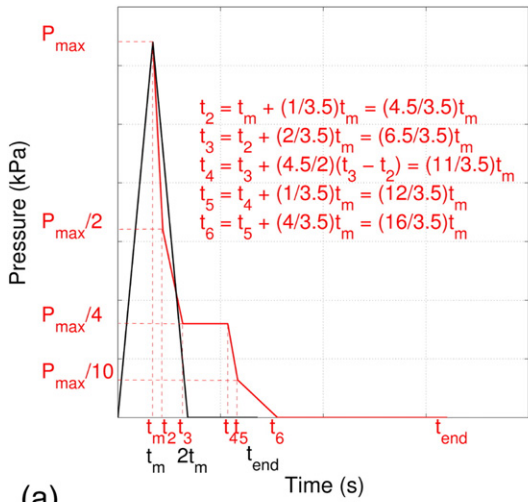 P_max
t_2 = t_m + (1/3.5)t_m = (4.5/3.5)t_m
t_3 = t_2 + (2/3.5)t_m = (6.5/3.5)t_m
t_4 = t_3 + (4.5/2)(t_3 − t_2) = (11/3.5)t_m
t_5 = t_4 + (1/3.5)t_m = (12/3.5)t_m
t_6 = t_5 + (4/3.5)t_m = (16/3.5)t_m
Pressure (kPa)
P_max/2
P_max/4
P_max/10
t_m t_2 t_3 t_4 t_5 t_6 t_end
t_m 2t_m t_end
Time (s)
(a)